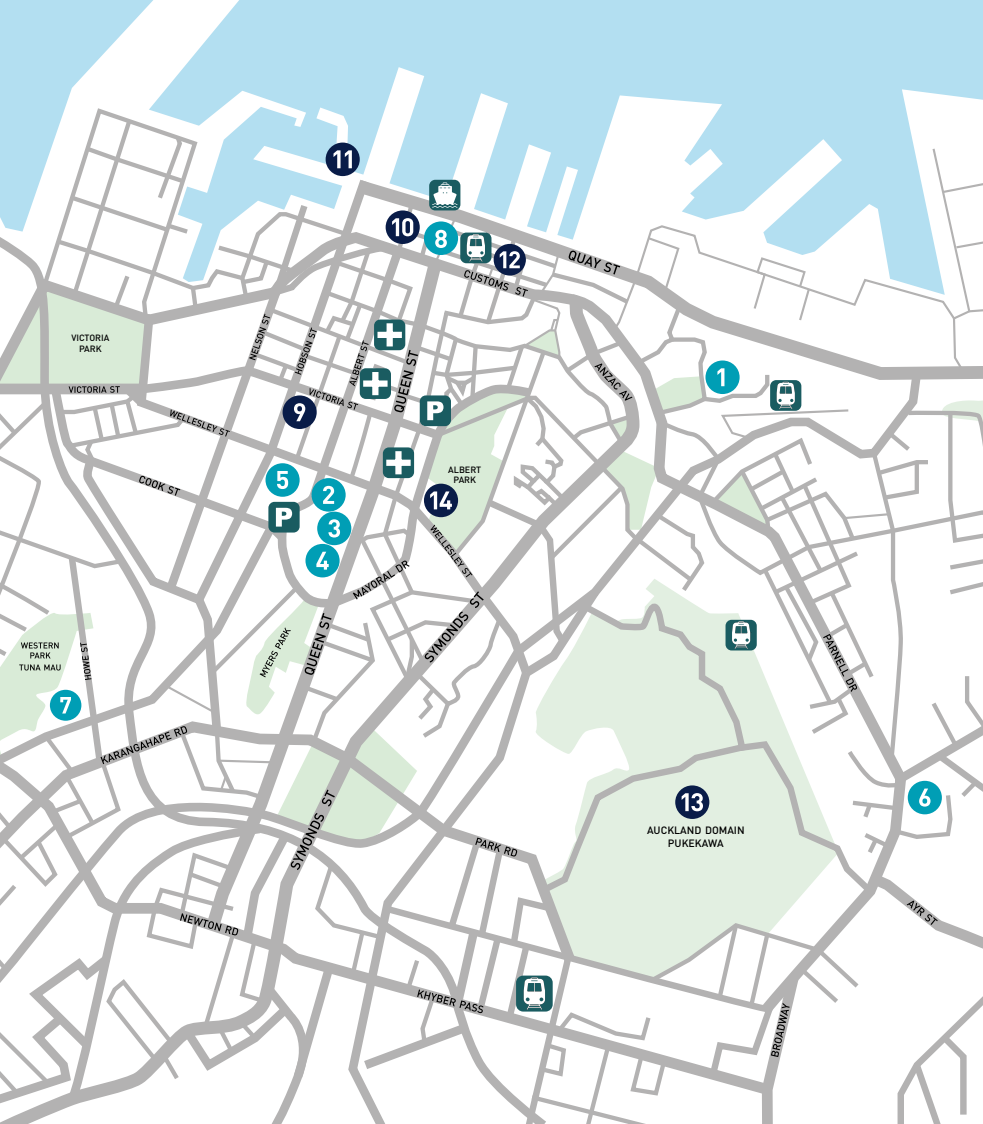 11
10
8
12
QUAY ST
CUSTOMS ST
NELSON ST
HOBSON ST
ALBERT ST
QUEEN ST
VICTORIA
PARK
VICTORIA ST
VICTORIA ST
ANZAC AV
1
P
9
WELLESLEY ST
COOK ST
ALBERT
PARK
5
2
14
P
3
4
WELLESLEY ST
MAYORAL DR
SYMONDS ST
QUEEN ST
MYERS PARK
WESTERN
PARK
TUNA MAU
HOWE ST
7
PARNELL DR
KARANGAHAPE RD
6
13
AUCKLAND DOMAIN
PUKEKAWA
SYMONDS ST
PARK RD
AYR ST
NEWTON RD
KHYBER PASS
BROADWAY